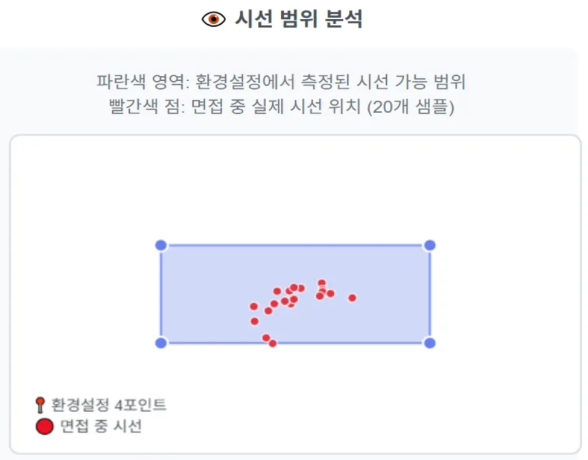 시선 범위 분석
파란색 영역: 환경설정에서 측정된 시선 가능 범위
빨간색 점: 면접 중 실제 시선 위치 (20개 샘플)
환경설정 4포인트
면접 중 시선